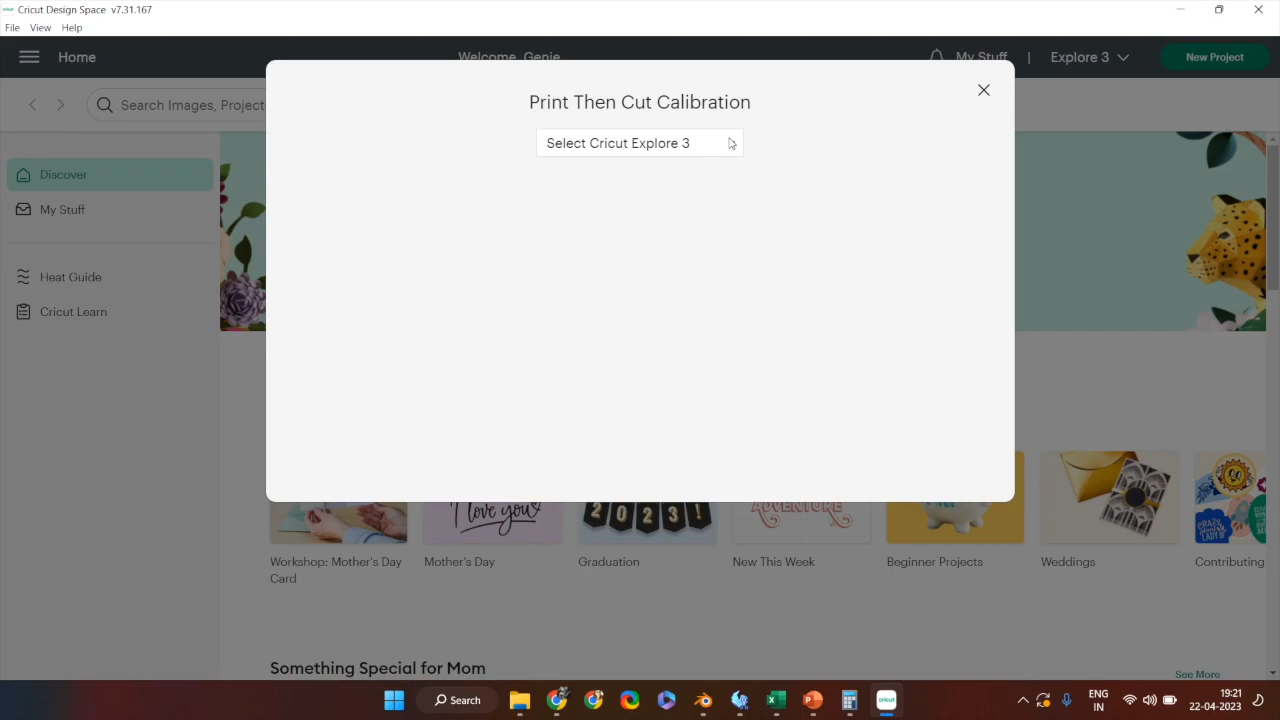 cricut Cricut Design Space v7.31.167
File View Help
Home Welcome, Genie My Stuff | Explore 3 New Project
Search Images, Project
Print Then Cut Calibration
Select Cricut Explore 3
Discover
My Stuff
Heat Guide
Cricut Learn
I love you!
2023!
ADVENTURE
Workshop: Mother's Day Card
Mother's Day
Graduation
New This Week
Beginner Projects
Weddings
Contributing
Something Special for Mom
See More
Search
cricut
ENG
IN
19:21
22-04-2023